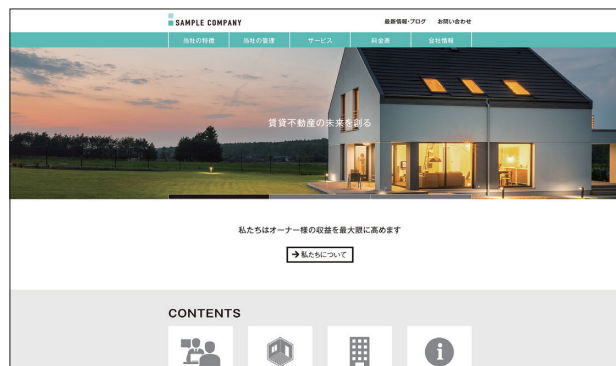 SAMPLE COMPANY
最新情報・ブログ お問い合わせ
当社の特徴 当社の管理 サービス 料金表 会社情報
賃貸不動産の未来を創る
私たちはオーナー様の収益を最大限に高めます
→私たちについて
CONTENTS